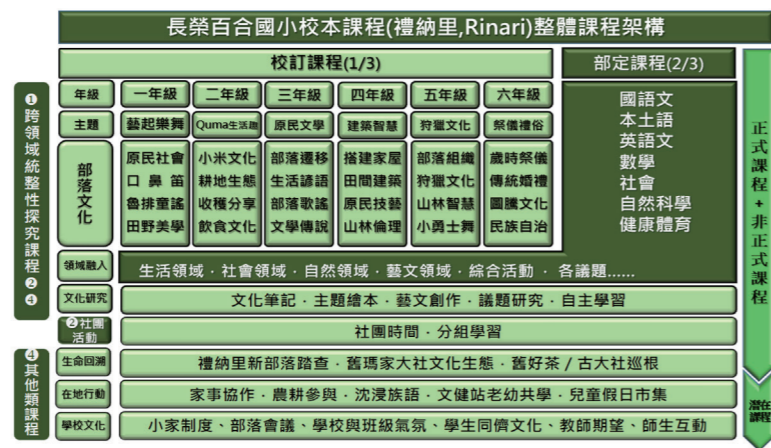 長榮百合國小校本課程(禮納里,Rinari)整體課程架構
校訂課程(1/3)
部定課程(2/3)
年級 一年級 二年級 三年級 四年級 五年級 六年級
主題 藝起樂舞 Quma生活趣 原民文學 建築智慧 狩獵文化 祭儀禮俗
部落文化
原民社會 小米文化 部落遷移 搭建家屋 部落組織 歲時祭儀
口鼻笛 耕地生態 生活諺語 田間建築 狩獵文化 傳統婚禮
魯排童謠 收穫分享 部落歌謠 原民技藝 山林智慧 圖騰文化
田野美學 飲食文化 文學傳說 山林倫理 小勇士舞 民族自治
國語文
本土語
英語文
數學
社會
自然科學
健康體育
領域融入 生活領域．社會領域．自然領域．藝文領域．綜合活動．各議題......
文化研究 文化筆記．主題繪本．藝文創作．議題研究．自主學習
❷社團
活動
社團時間．分組學習
生命回溯 禮納里新部落踏查．舊瑪家大社文化生態．舊好茶 / 古大社巡根
在地行動 家事協作．農耕參與．沈浸族語．文健站老幼共學．兒童假日市集
學校文化 小家制度、部落會議、學校與班級氣氛、學生同儕文化、教師期望、師生互動
❶跨領域統整性探究課程❷❹
❹其他類課程
正式課程+非正式課程
潛在
課程